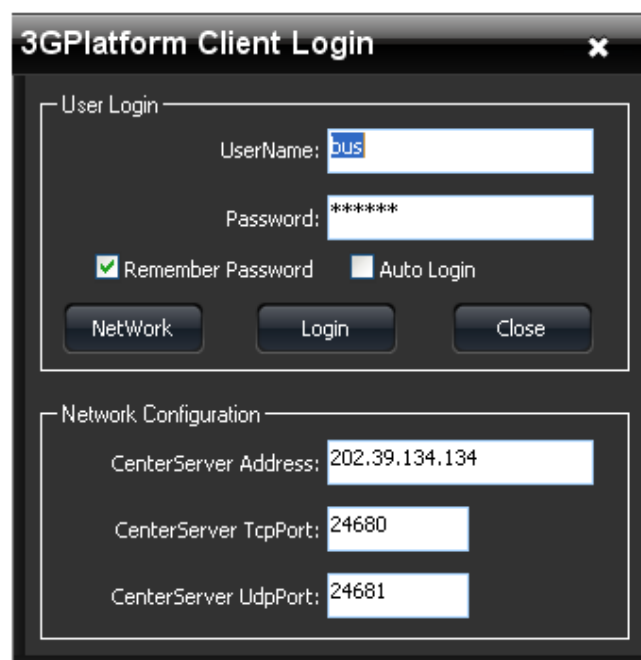 3GPlatform Client Login
User Login
UserName: bus
Password: ******
Remember Password Auto Login
NetWork Login Close
Network Configuration
CenterServer Address: 202.39.134.134
CenterServer TcpPort: 24680
CenterServer UdpPort: 24681